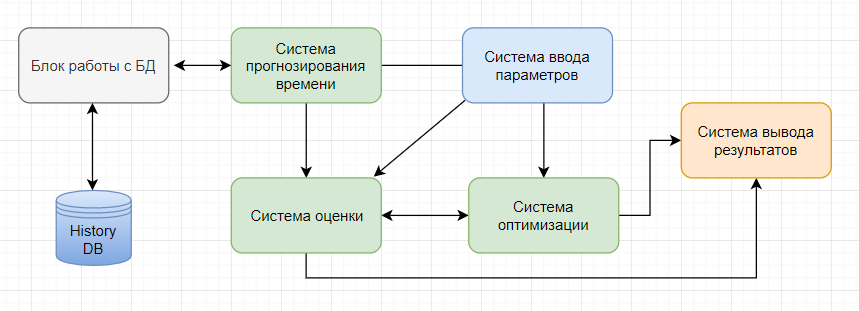 Блок работы с БД
Система
прогнозирования
времени
Система ввода
параметров
Система вывода
результатов
History
DB
Система оценки
Система
оптимизации